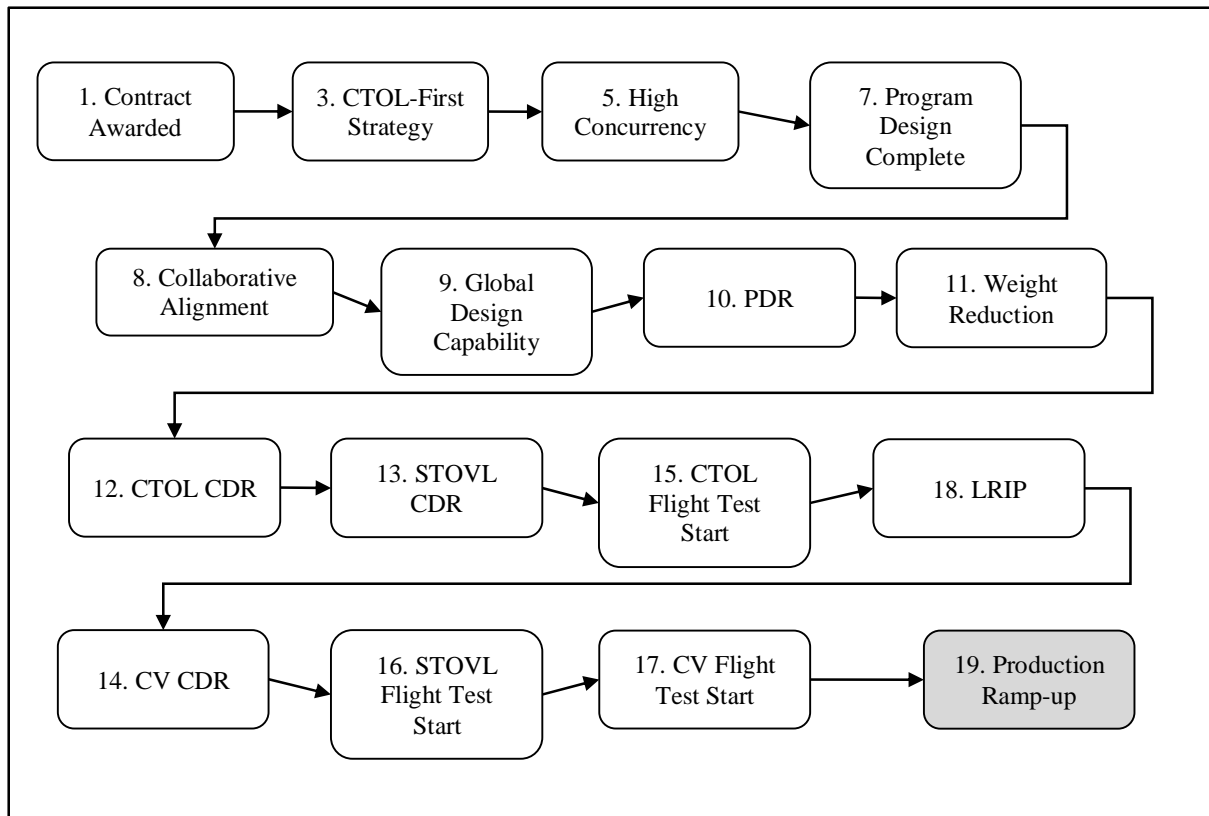 1. Contract
Awarded
3. CTOL-First
Strategy
5. High
Concurrency
7. Program
Design
Complete
8. Collaborative
Alignment
9. Global
Design
Capability
10. PDR
11. Weight
Reduction
12. CTOL CDR
13. STOVL
CDR
15. CTOL
Flight Test
Start
18. LRIP
14. CV CDR
16. STOVL
Flight Test
Start
17. CV Flight
Test Start
19. Production
Ramp-up